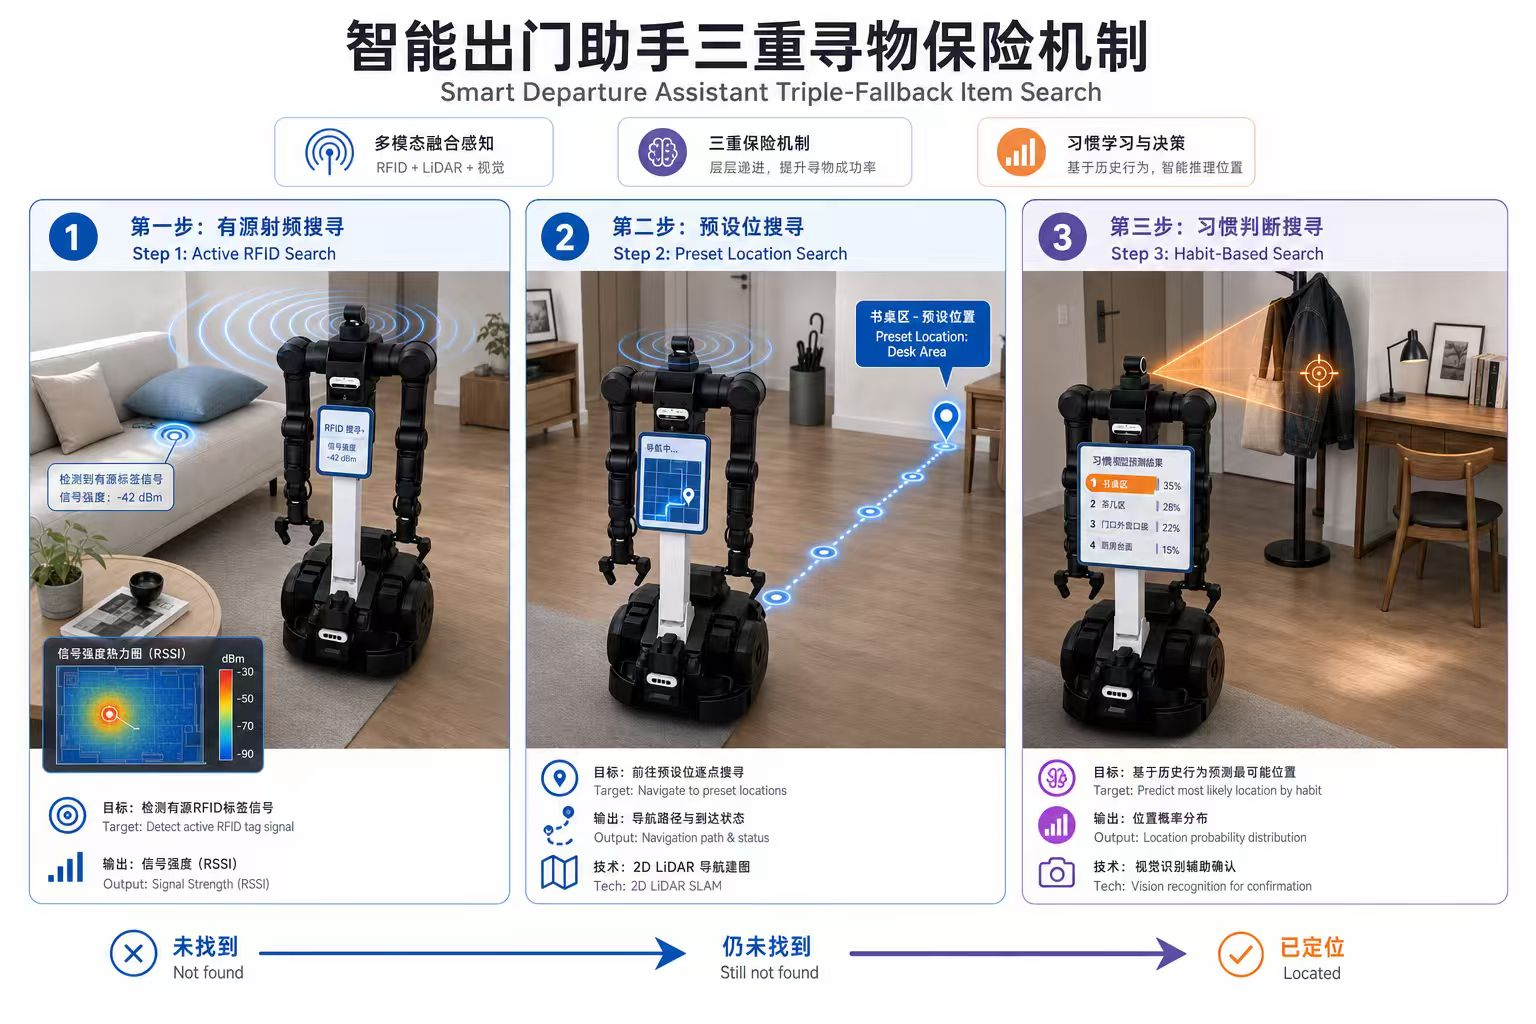 智能出门助手三重寻物保险机制
Smart Departure Assistant Triple-Fallback Item Search
多模态融合感知
RFID + LiDAR + 视觉
三重保险机制
层层递进，提升寻物成功率
习惯学习与决策
基于历史行为，智能推理位置
1
第一步：有源射频搜寻
Step 1: Active RFID Search
RFID 搜寻
信号强度
-42 dBm
检测到有源标签信号
信号强度：-42 dBm
信号强度热力图（RSSI）
dBm
-30
-50
-70
-90
目标：检测有源RFID标签信号
Target: Detect active RFID tag signal
输出：信号强度（RSSI）
Output: Signal Strength (RSSI)
2
第二步：预设位搜寻
Step 2: Preset Location Search
书桌区 - 预设位置
Preset Location:
Desk Area
导航中...
目标：前往预设位逐点搜寻
Target: Navigate to preset locations
输出：导航路径与到达状态
Output: Navigation path & status
技术：2D LiDAR 导航建图
Tech: 2D LiDAR SLAM
3
第三步：习惯判断搜寻
Step 3: Habit-Based Search
习惯模型预测结果
1 书桌区 35%
2 茶几区 28%
3 门口外套口袋 22%
4 厨房台面 15%
目标：基于历史行为预测最可能位置
Target: Predict most likely location by habit
输出：位置概率分布
Output: Location probability distribution
技术：视觉识别辅助确认
Tech: Vision recognition for confirmation
未找到
Not found
仍未找到
Still not found
已定位
Located